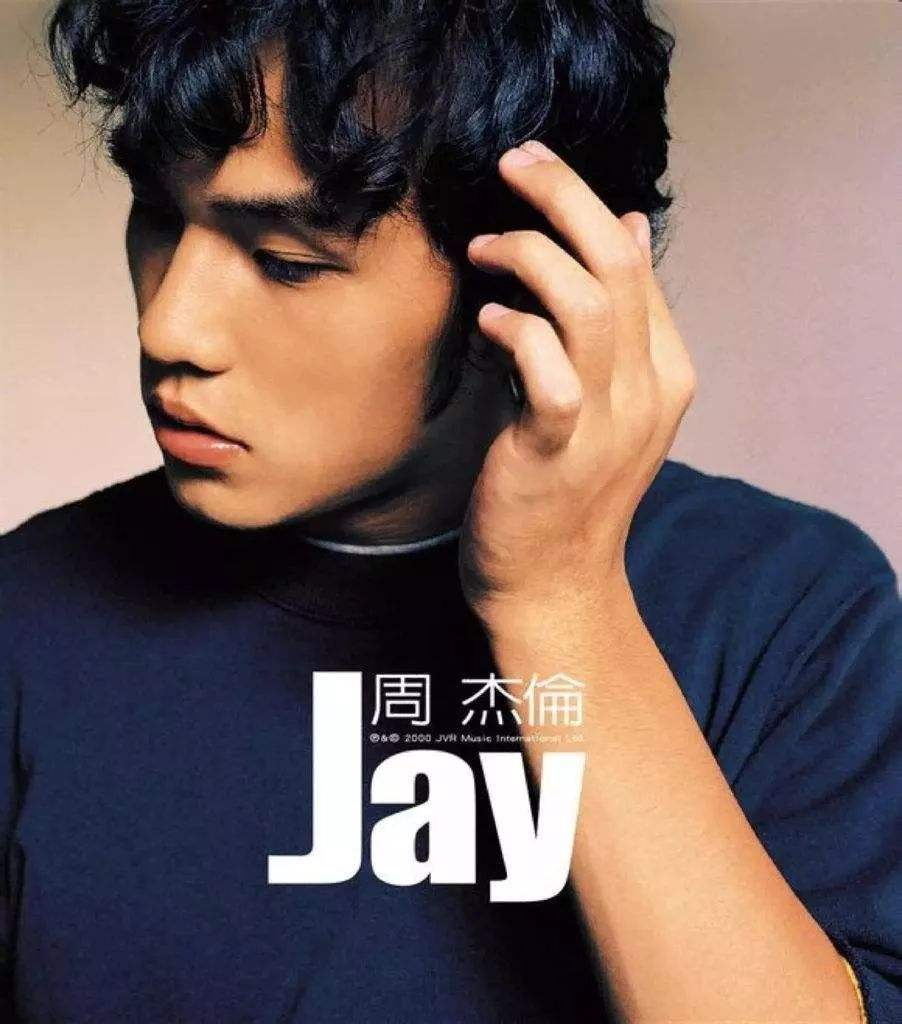 周 杰倫
℗&© 2000 JVR Music International Ltd.
Jay